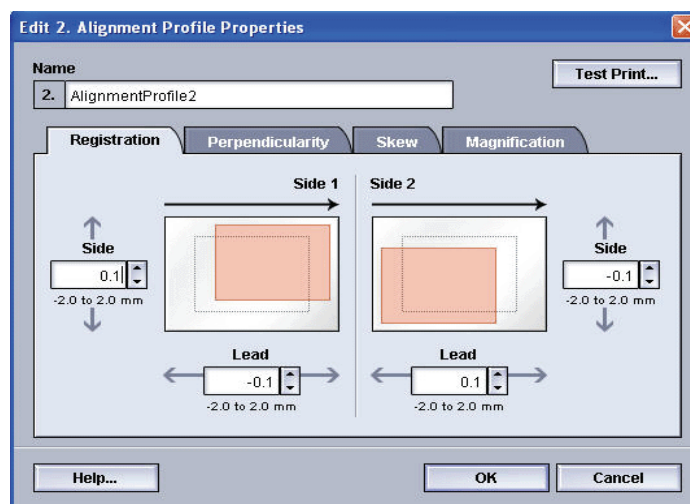 Edit 2. Alignment Profile Properties
Name
Test Print...
2. AlignmentProfile2
Registration Perpendicularity Skew Magnification
Side 1 Side 2
Side Side
0.1 -0.1
-2.0 to 2.0 mm -2.0 to 2.0 mm
Lead Lead
-0.1 0.1
-2.0 to 2.0 mm -2.0 to 2.0 mm
Help... OK Cancel